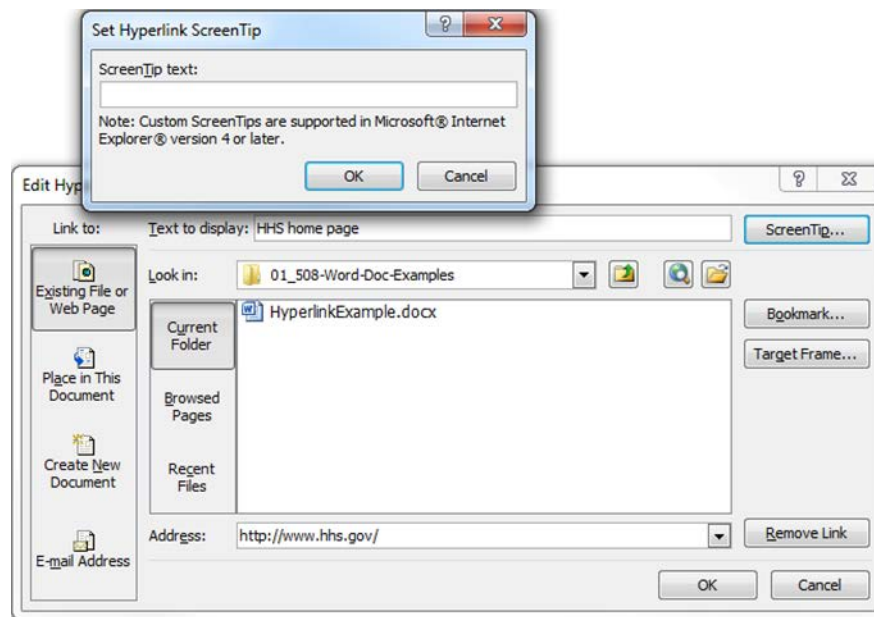 Set Hyperlink ScreenTip
ScreenTip text:
Note: Custom ScreenTips are supported in Microsoft® Internet
Explorer® version 4 or later.
OK Cancel
Edit Hyp
Link to:
Text to display: HHS home page
ScreenTip...
Existing File or
Web Page
Place in This
Document
Create New
Document
E-mail Address
Look in: 01_508-Word-Doc-Examples
Current
Folder
Browsed
Pages
Recent
Files
HyperlinkExample.docx
Bookmark...
Target Frame...
Address: http://www.hhs.gov/
Remove Link
OK Cancel